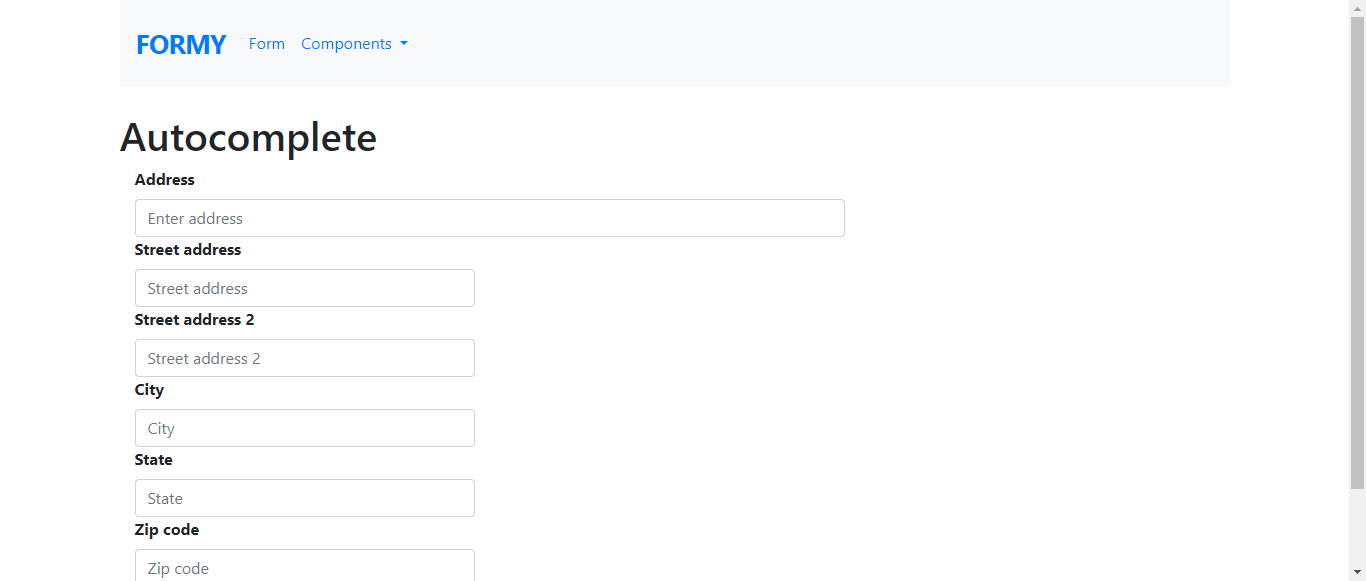 FORMY Form Components
Autocomplete
Address
Enter address
Street address
Street address
Street address 2
Street address 2
City
City
State
State
Zip code
Zip code